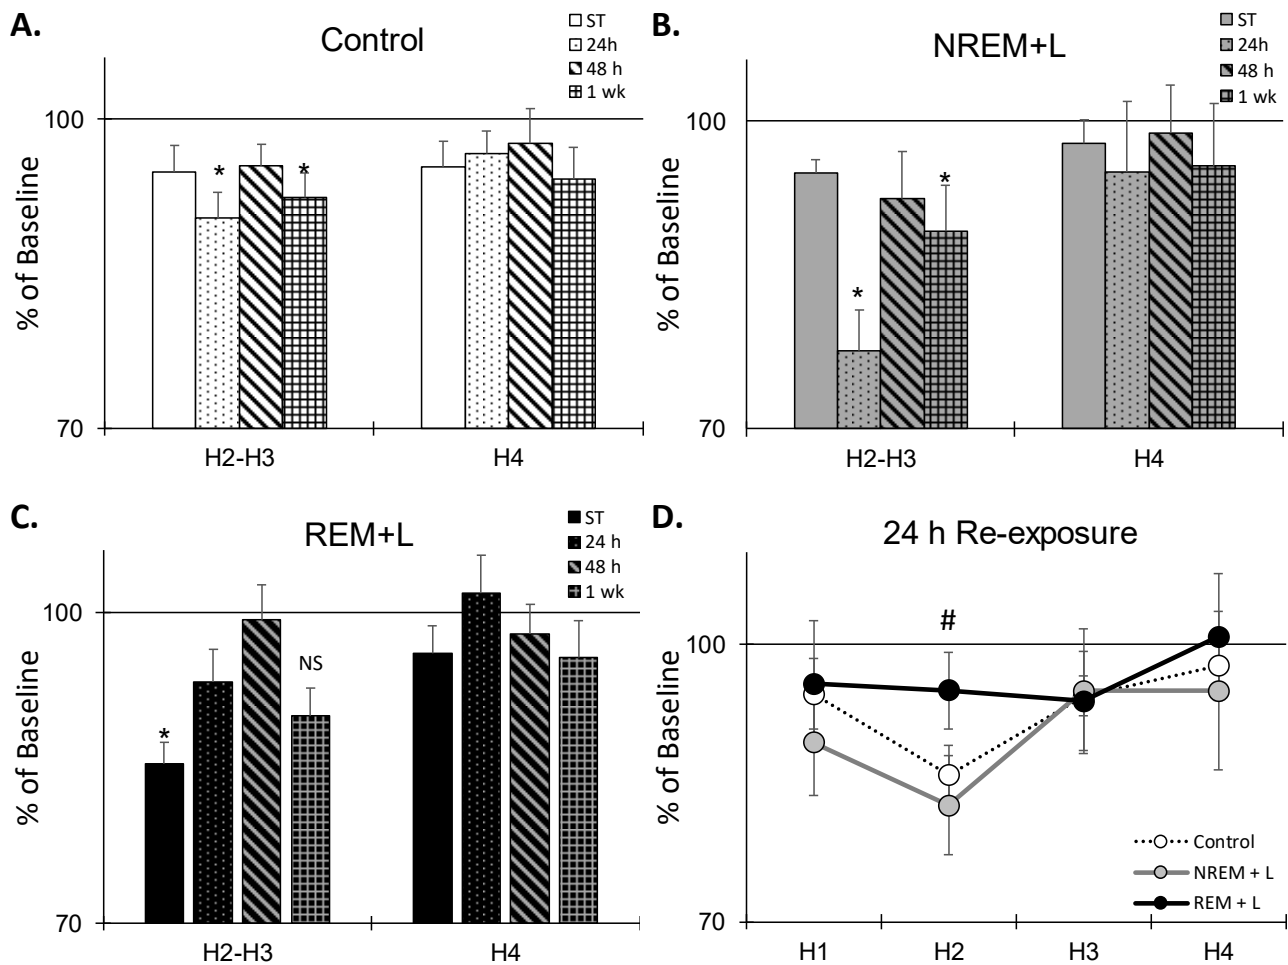 A.
Control
ST
24h
48 h
1 wk
100
*
*
% of Baseline
70
H2-H3
H4
B.
NREM+L
ST
24h
48 h
1 wk
100
*
*
% of Baseline
70
H2-H3
H4
C.
REM+L
ST
24 h
48 h
1 wk
100
NS
*
% of Baseline
70
H2-H3
H4
D.
24 h Re-exposure
#
100
% of Baseline
Control
NREM + L
REM + L
70
H1
H2
H3
H4